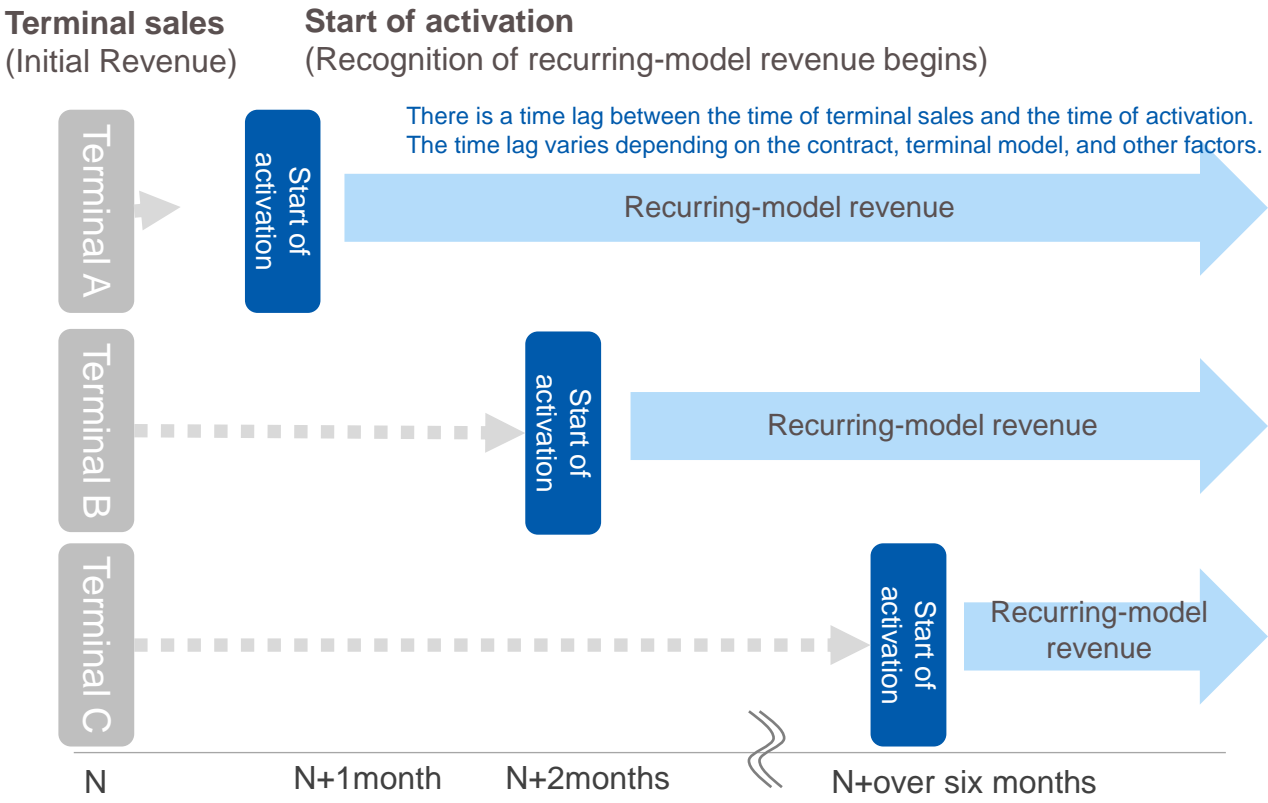 Terminal sales
(Initial Revenue)
Start of activation
(Recognition of recurring-model revenue begins)
There is a time lag between the time of terminal sales and the time of activation.
The time lag varies depending on the contract, terminal model, and other factors.
Terminal A
Start of
activation
Recurring-model revenue
Terminal B
Start of
activation
Recurring-model revenue
Terminal C
Start of
activation
Recurring-model
revenue
N
N+1month
N+2months
N+over six months